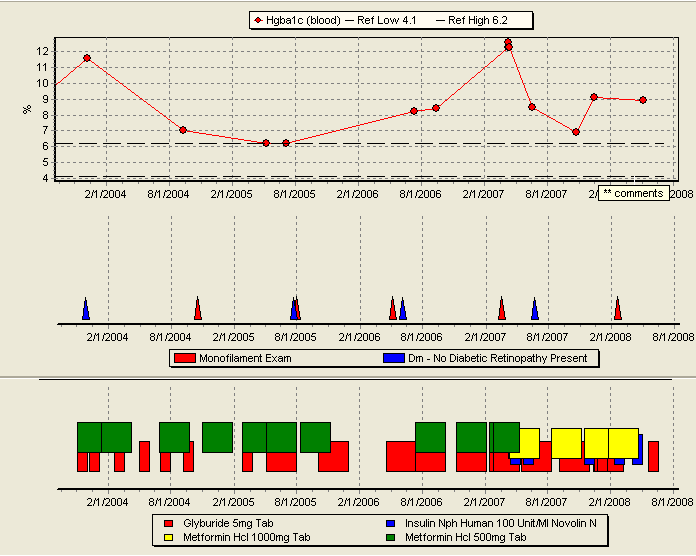 Hgba1c (blood) — Ref Low 4.1 — Ref High 6.2
12
11
10
9
8
7
6
5
4
%
2/1/2004 8/1/2004 2/1/2005 8/1/2005 2/1/2006 8/1/2006 2/1/2007 8/1/2007 2/ 2008
** comments
2/1/2004 8/1/2004 2/1/2005 8/1/2005 2/1/2006 8/1/2006 2/1/2007 8/1/2007 2/1/2008 8/1/2008
Monofilament Exam Dm - No Diabetic Retinopathy Present
2/1/2004 8/1/2004 2/1/2005 8/1/2005 2/1/2006 8/1/2006 2/1/2007 8/1/2007 2/1/2008 8/1/2008
Glyburide 5mg Tab Insulin Nph Human 100 Unit/Ml Novolin N
Metformin Hcl 1000mg Tab Metformin Hcl 500mg Tab